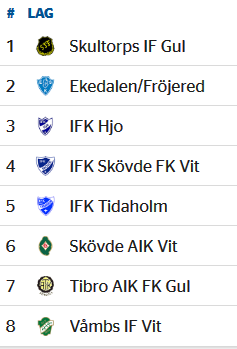 # LAG
1 Skultorps IF Gul
2 Ekedalen/Fröjered
3 IFK Hjo
4 IFK Skövde FK Vit
5 IFK Tidaholm
6 Skövde AIK Vit
7 Tibro AIK FK Gul
8 Våmbs IF Vit